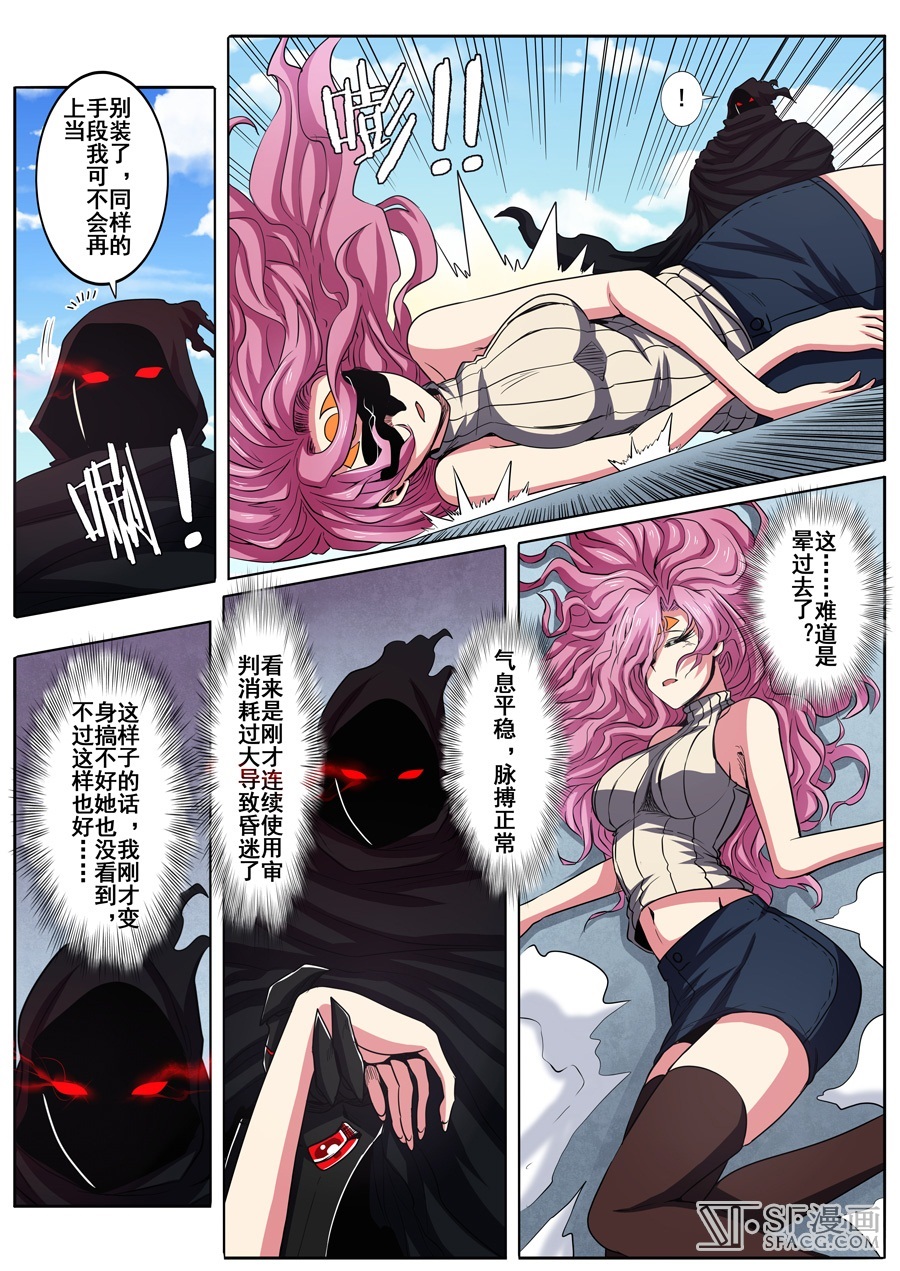 ！
嘭！！
别装了，同样的
手段我可不会再
上当
唰！
这……难道是
晕过去了？
气息平稳，脉搏正常
看来是刚才连续使用审
判消耗过大导致昏迷了
这样子的话，我刚才变
身搞不好她也没看到，
不过这样也好……
SF漫画
SFACG.COM